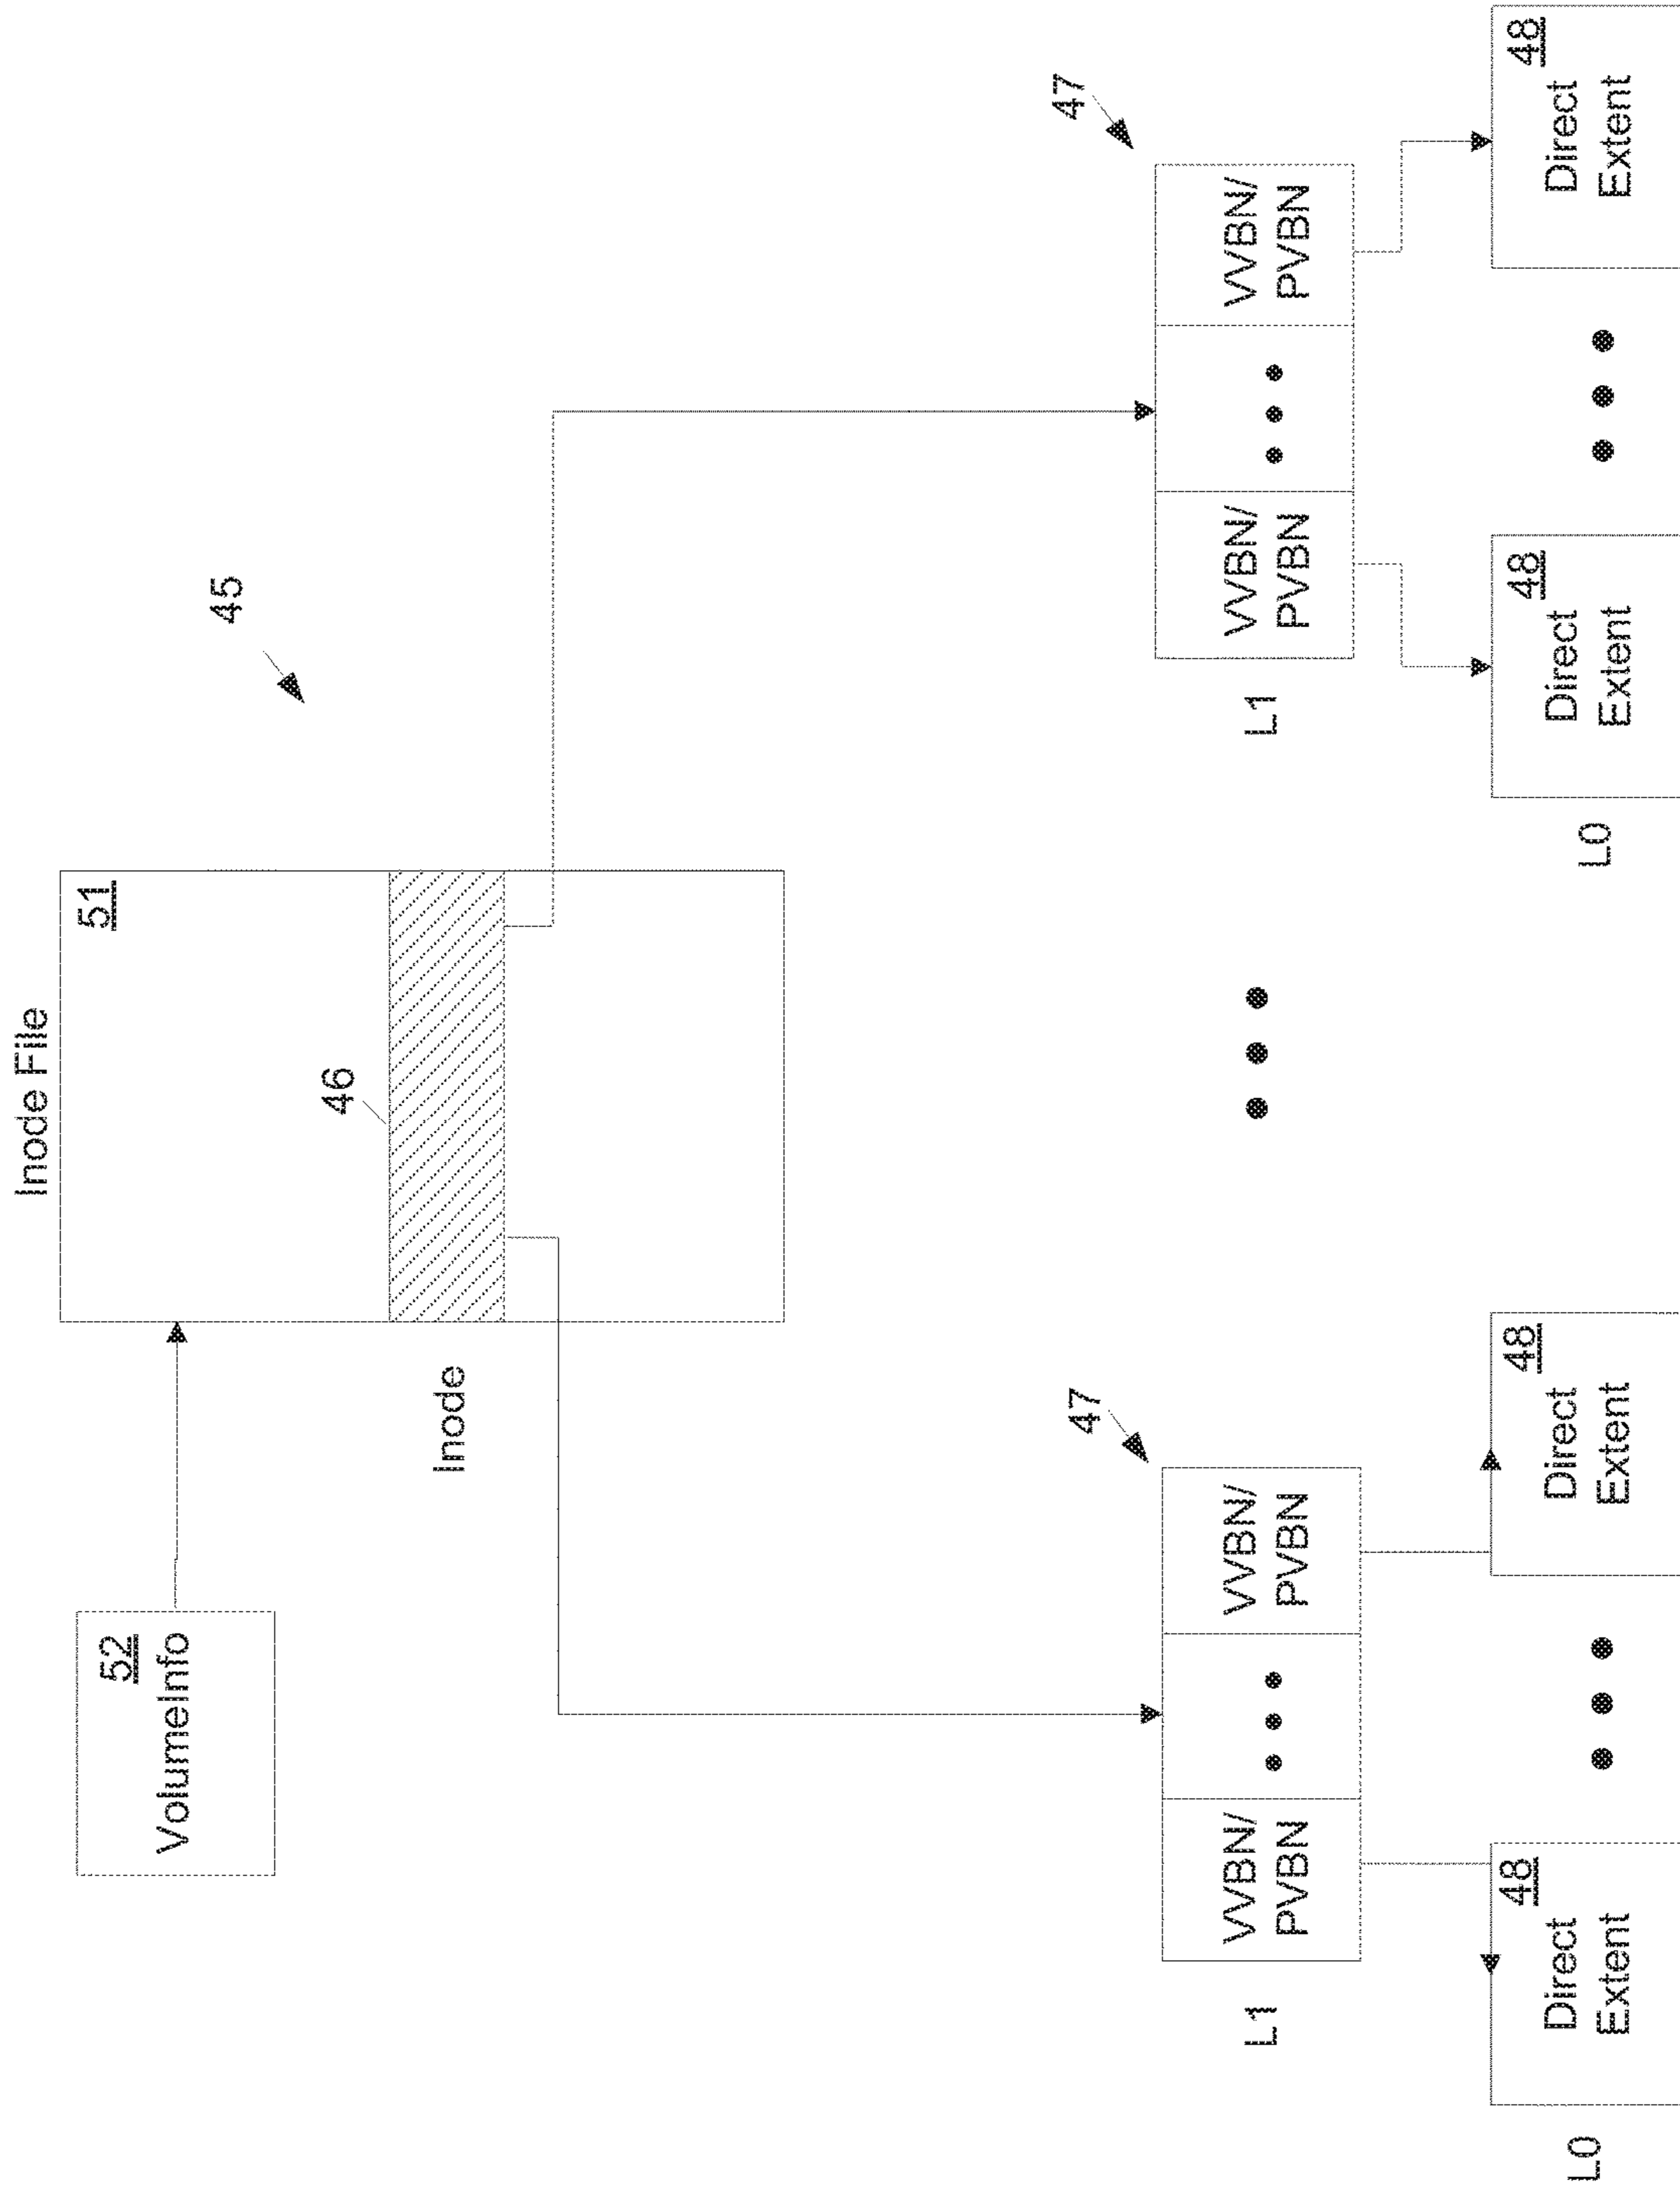 Inode File
52
VolumeInfo
51
45
46
Inode
47
47
L1
VVBN/
PVBN
VVBN/
PVBN
L1
VVBN/
PVBN
VVBN/
PVBN
L0
48
Direct
Extent
48
Direct
Extent
L0
48
Direct
Extent
48
Direct
Extent